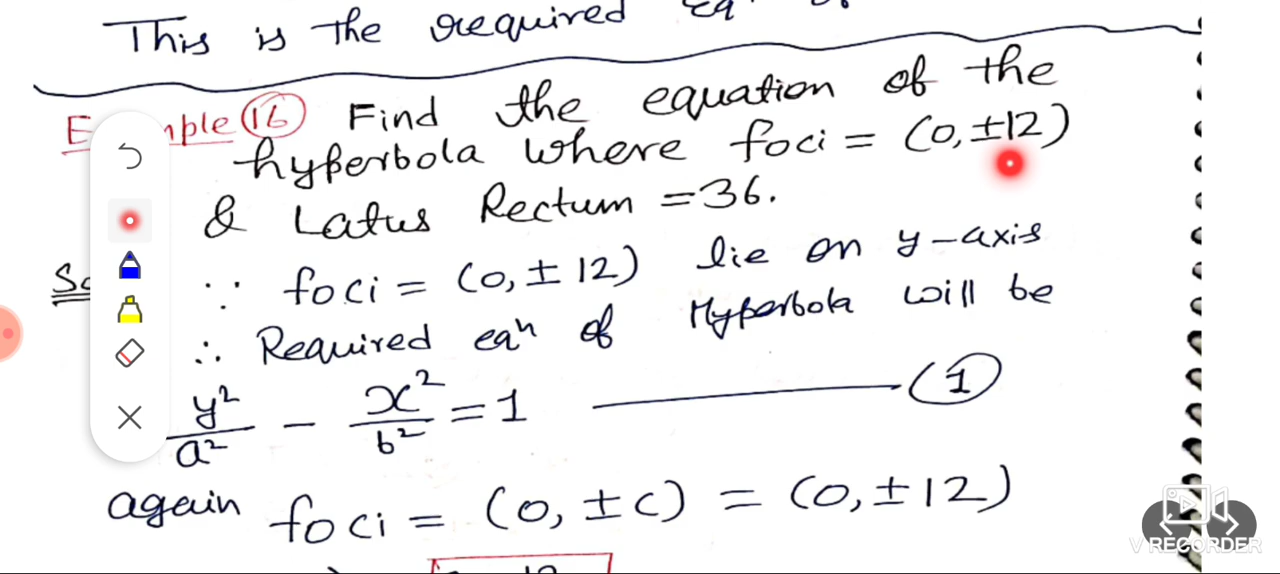 This is the required
Example (16) Find the equation of the
hyperbola where foci = (0, ±12)
& Latus Rectum = 36.
∵ foci = (0, ± 12) lie on y-axis
∴ Required eqⁿ of Hyperbola will be
y²/a² - x²/b² = 1 ——— (1)
again foci = (0, ±c) = (0, ±12)
V RECORDER